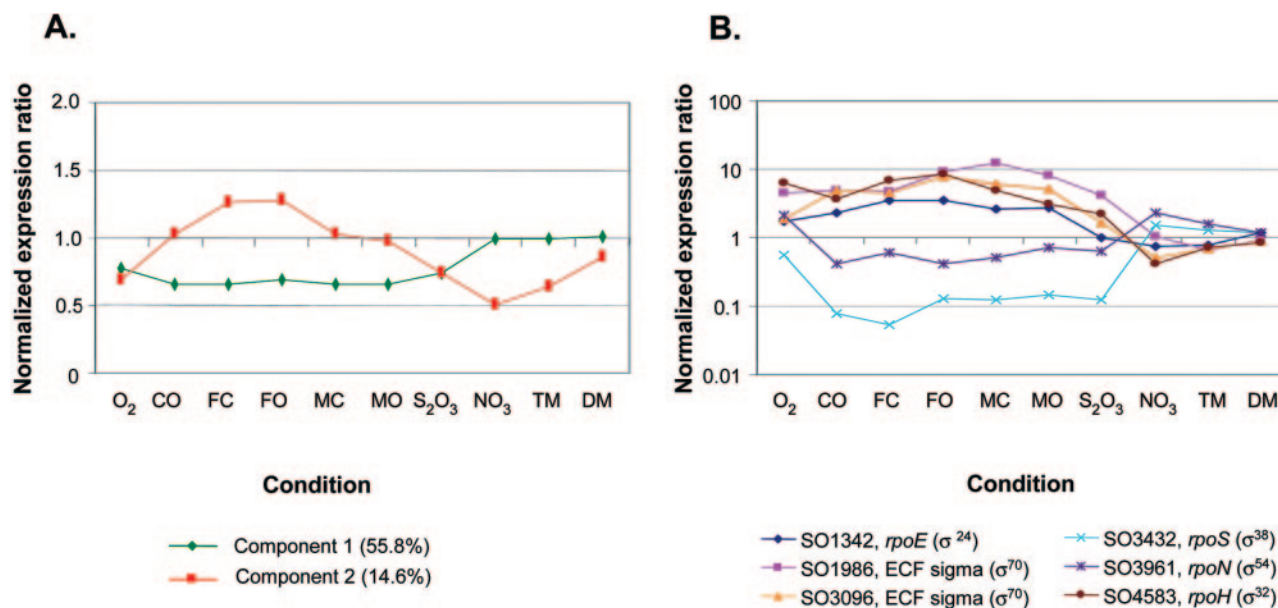 A.
Normalized expression ratio
2.0
1.5
1.0
0.5
0
O₂ CO FC FO MC MO S₂O₃ NO₃ TM DM
Condition
Component 1 (55.8%)
Component 2 (14.6%)
B.
Normalized expression ratio
100
10
1
0.1
0.01
O₂ CO FC FO MC MO S₂O₃ NO₃ TM DM
Condition
SO1342, rpoE (σ²⁴)
SO1986, ECF sigma (σ⁷⁰)
SO3096, ECF sigma (σ⁷⁰)
SO3432, rpoS (σ³⁸)
SO3961, rpoN (σ⁵⁴)
SO4583, rpoH (σ³²)